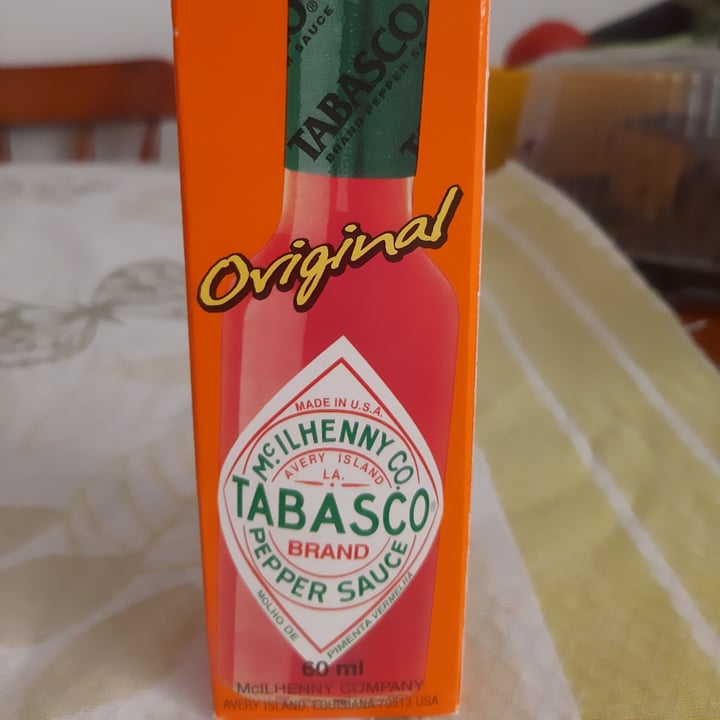 O®
SAUCE
TABASCO
BRAND PEPPER SA
Original
MADE IN U.S.A.
McILHENNY CO.
AVERY ISLAND
LA.
TABASCO®
BRAND
PEPPER SAUCE
MOLHO DE PIMENTA VERMELHA
60 ml
McILHENNY COMPANY
AVERY ISLAND, LOUISIANA 70513 USA